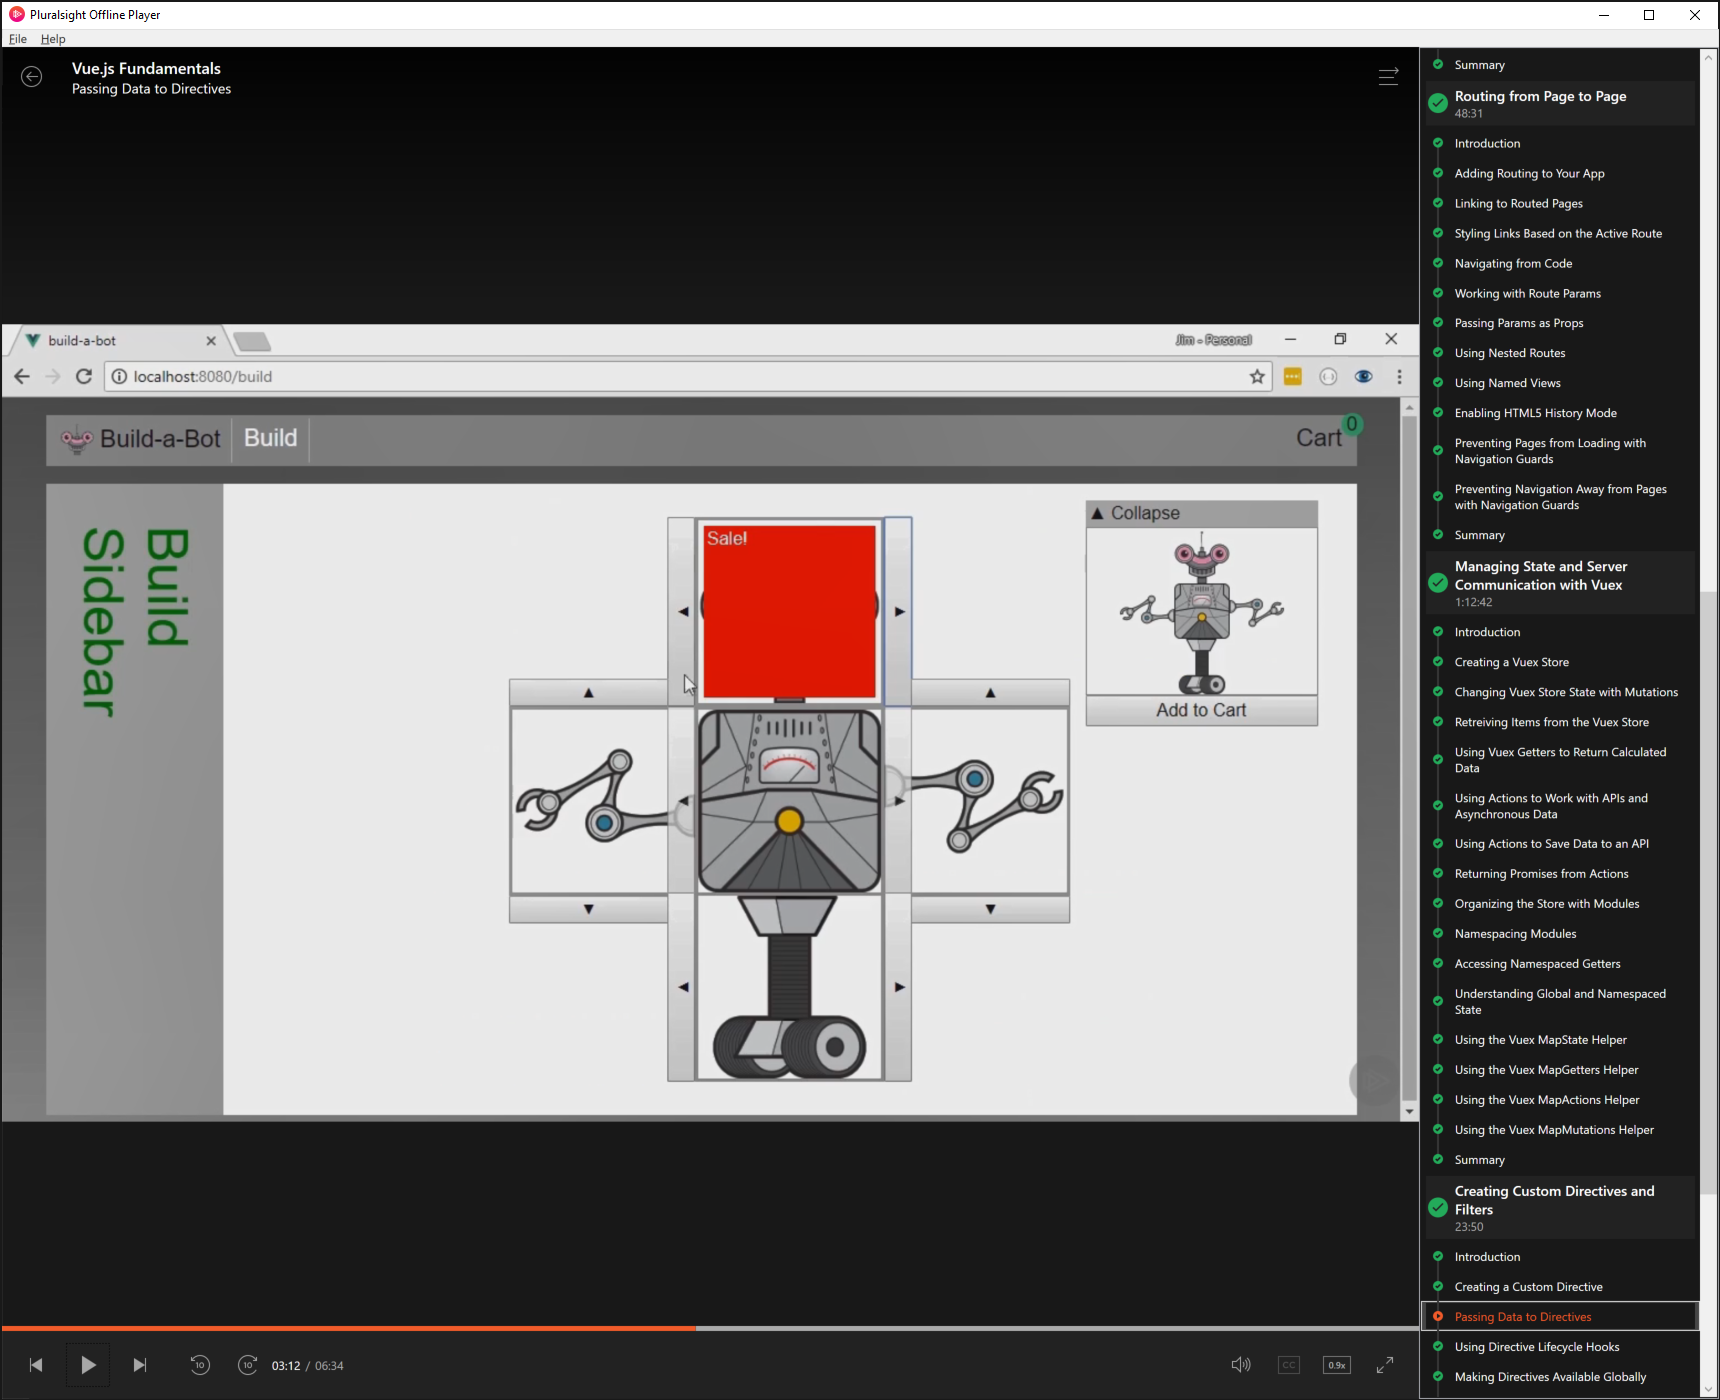 Pluralsight Offline Player
File Help
Vue.js Fundamentals
Passing Data to Directives
build-a-bot
Jim - Personal
localhost:8080/build
Build-a-Bot
Build
Cart
0
Build
Sidebar
Sale!
▲ Collapse
Add to Cart
10
10
03:12 / 06:34
CC
0.9x
Summary
Routing from Page to Page
48:31
Introduction
Adding Routing to Your App
Linking to Routed Pages
Styling Links Based on the Active Route
Navigating from Code
Working with Route Params
Passing Params as Props
Using Nested Routes
Using Named Views
Enabling HTML5 History Mode
Preventing Pages from Loading with
Navigation Guards
Preventing Navigation Away from Pages
with Navigation Guards
Summary
Managing State and Server
Communication with Vuex
1:12:42
Introduction
Creating a Vuex Store
Changing Vuex Store State with Mutations
Retreiving Items from the Vuex Store
Using Vuex Getters to Return Calculated
Data
Using Actions to Work with APIs and
Asynchronous Data
Using Actions to Save Data to an API
Returning Promises from Actions
Organizing the Store with Modules
Namespacing Modules
Accessing Namespaced Getters
Understanding Global and Namespaced
State
Using the Vuex MapState Helper
Using the Vuex MapGetters Helper
Using the Vuex MapActions Helper
Using the Vuex MapMutations Helper
Summary
Creating Custom Directives and
Filters
23:50
Introduction
Creating a Custom Directive
Passing Data to Directives
Using Directive Lifecycle Hooks
Making Directives Available Globally